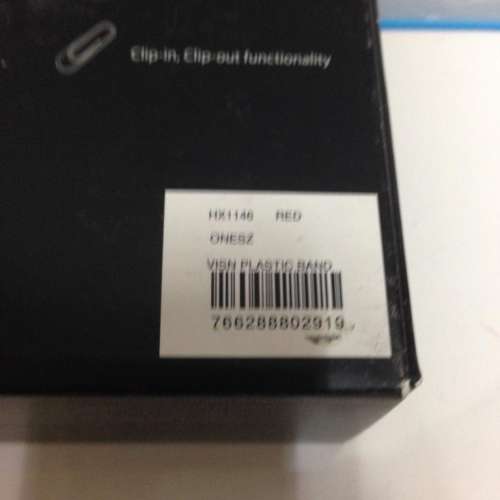 Clip-in, Clip-out functionality
HX1146 RED
ONESZ
VISN PLASTIC BAND
766288802919